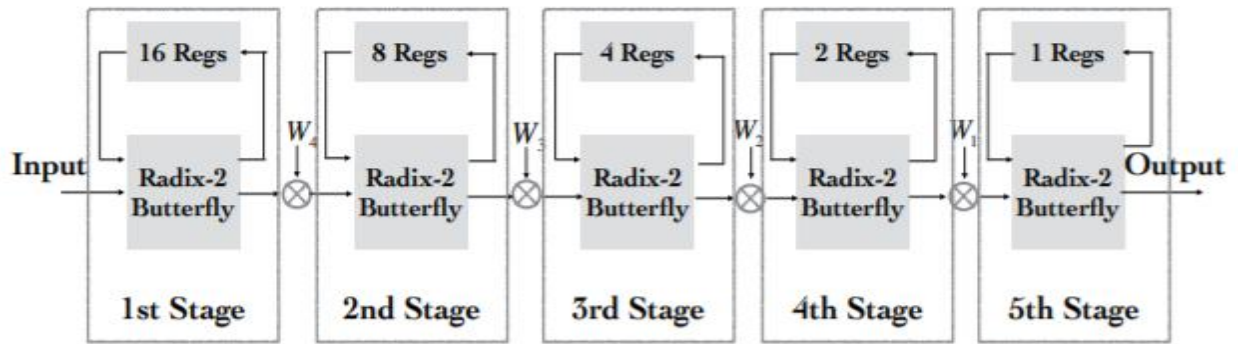 16 Regs
8 Regs
4 Regs
2 Regs
1 Regs
W4
W3
W2
W1
Input
Radix-2
Butterfly
Radix-2
Butterfly
Radix-2
Butterfly
Radix-2
Butterfly
Radix-2
Butterfly
Output
1st Stage
2nd Stage
3rd Stage
4th Stage
5th Stage